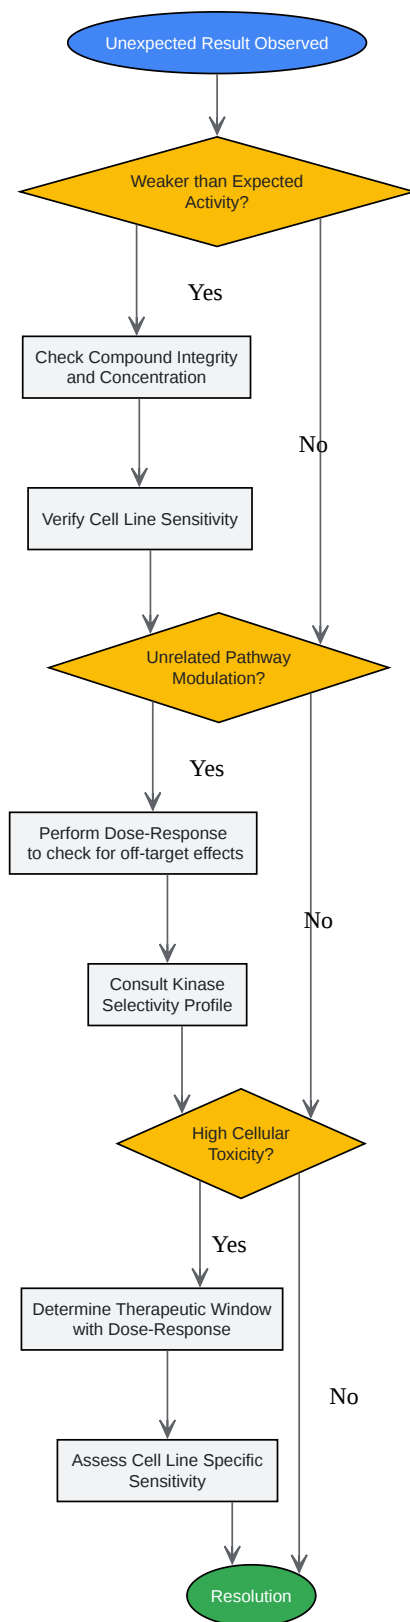 Unexpected Result Observed
Weaker than Expected
Activity?
Yes
Check Compound Integrity
and Concentration
No
Verify Cell Line Sensitivity
Unrelated Pathway
Modulation?
Yes
Perform Dose-Response
to check for off-target effects
No
Consult Kinase
Selectivity Profile
High Cellular
Toxicity?
Yes
Determine Therapeutic Window
with Dose-Response
No
Assess Cell Line Specific
Sensitivity
Resolution